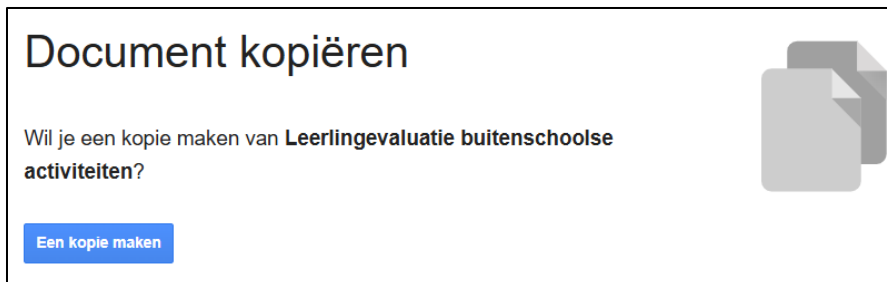 Document kopiëren
Wil je een kopie maken van Leerlingevaluatie buitenschoolse
activiteiten?
Een kopie maken